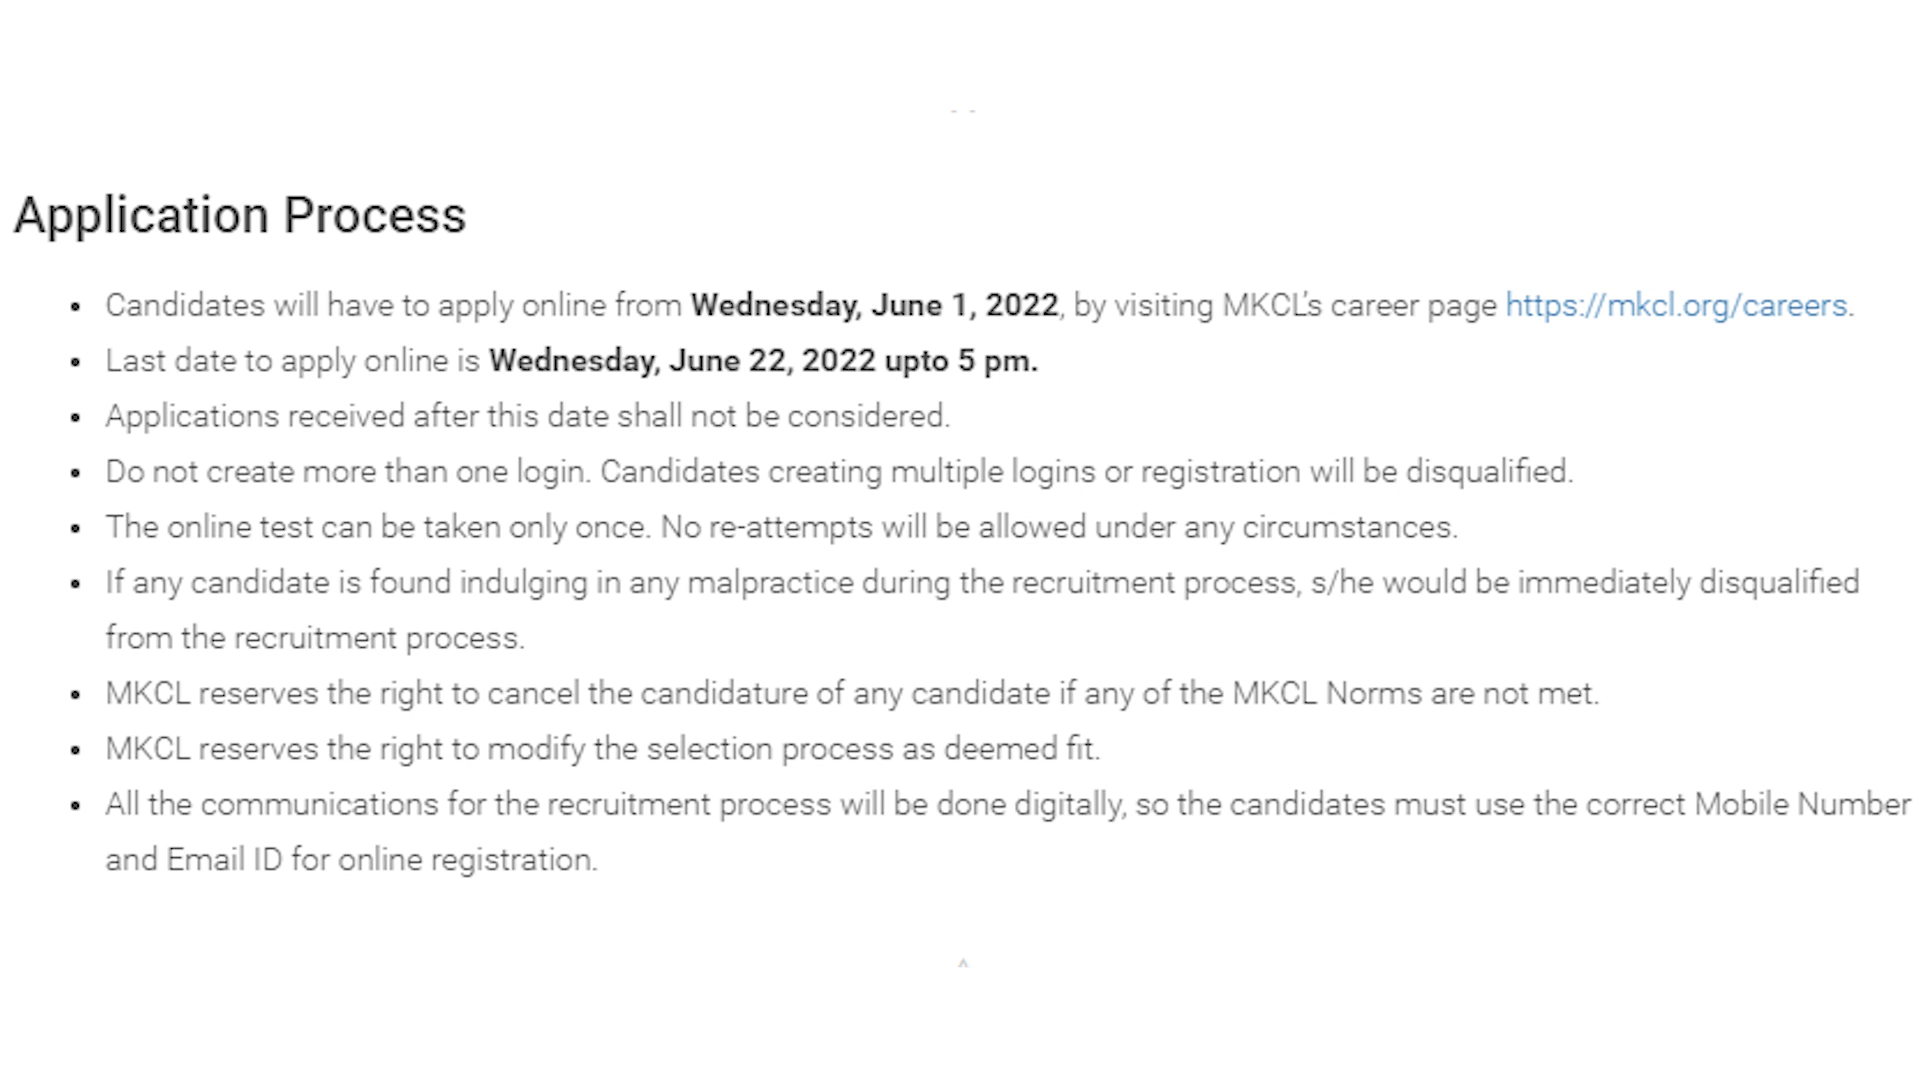 Application Process
• Candidates will have to apply online from Wednesday, June 1, 2022, by visiting MKCL's career page https://mkcl.org/careers.
• Last date to apply online is Wednesday, June 22, 2022 upto 5 pm.
• Applications received after this date shall not be considered.
• Do not create more than one login. Candidates creating multiple logins or registration will be disqualified.
• The online test can be taken only once. No re-attempts will be allowed under any circumstances.
• If any candidate is found indulging in any malpractice during the recruitment process, s/he would be immediately disqualified
from the recruitment process.
• MKCL reserves the right to cancel the candidature of any candidate if any of the MKCL Norms are not met.
• MKCL reserves the right to modify the selection process as deemed fit.
• All the communications for the recruitment process will be done digitally, so the candidates must use the correct Mobile Number
and Email ID for online registration.